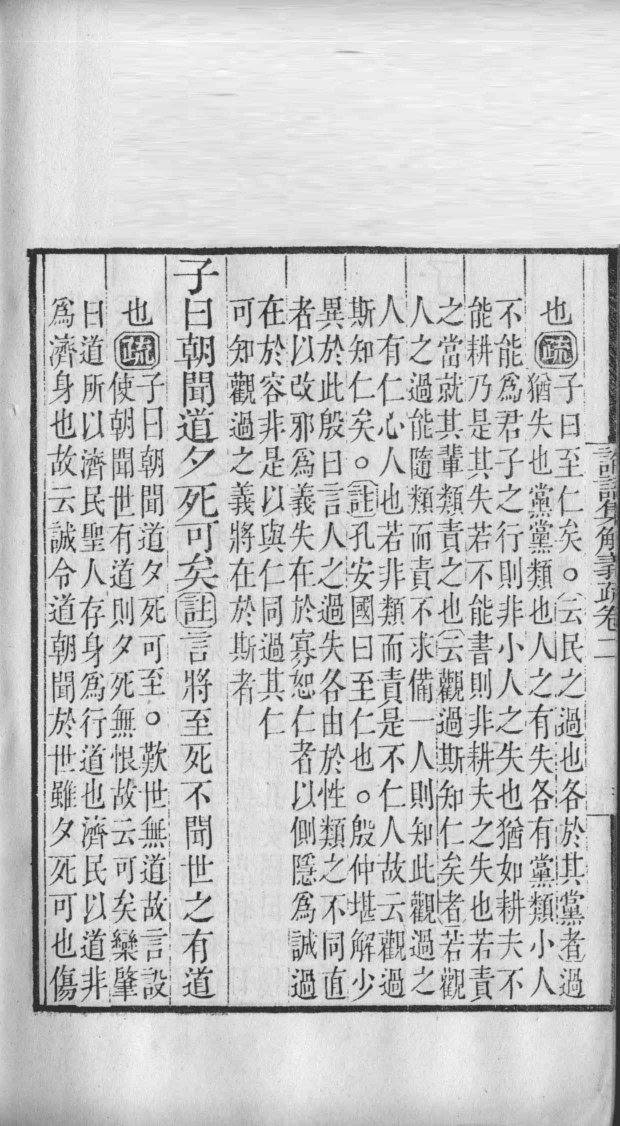 論語集解義疏卷二
也疏子曰至仁矣。云民之過也各於其黨者過
猶失也黨黨類也人之有失各有黨類小人
不能爲君子之行則非小人之失也猶如耕夫不
能耕乃是其失若不能書則非耕夫之失也若責
之當就其輩類責之也云觀過斯知仁矣者若觀
人之過能隨類而責不求備一人則知此觀過之
人有仁心人也若非類而責是不仁人故云觀過
斯知仁矣。註孔安國曰至仁也。殷仲堪解少
異於此殷曰言人之過失各由於性類之不同直
者以改邪爲義失在於寡恕仁者以側隱爲誠過
在於容非是以與仁同過其仁
可知觀過之義將在於斯者
子曰朝聞道夕死可矣註言將至死不聞世之有道
也疏子曰朝聞道夕死可至。歎世無道故言設
使朝聞世有道則夕死無恨故云可矣欒肇
曰道所以濟民聖人存身爲行道也濟民以道非
爲濟身也故云誠令道朝聞於世雖夕死可也傷